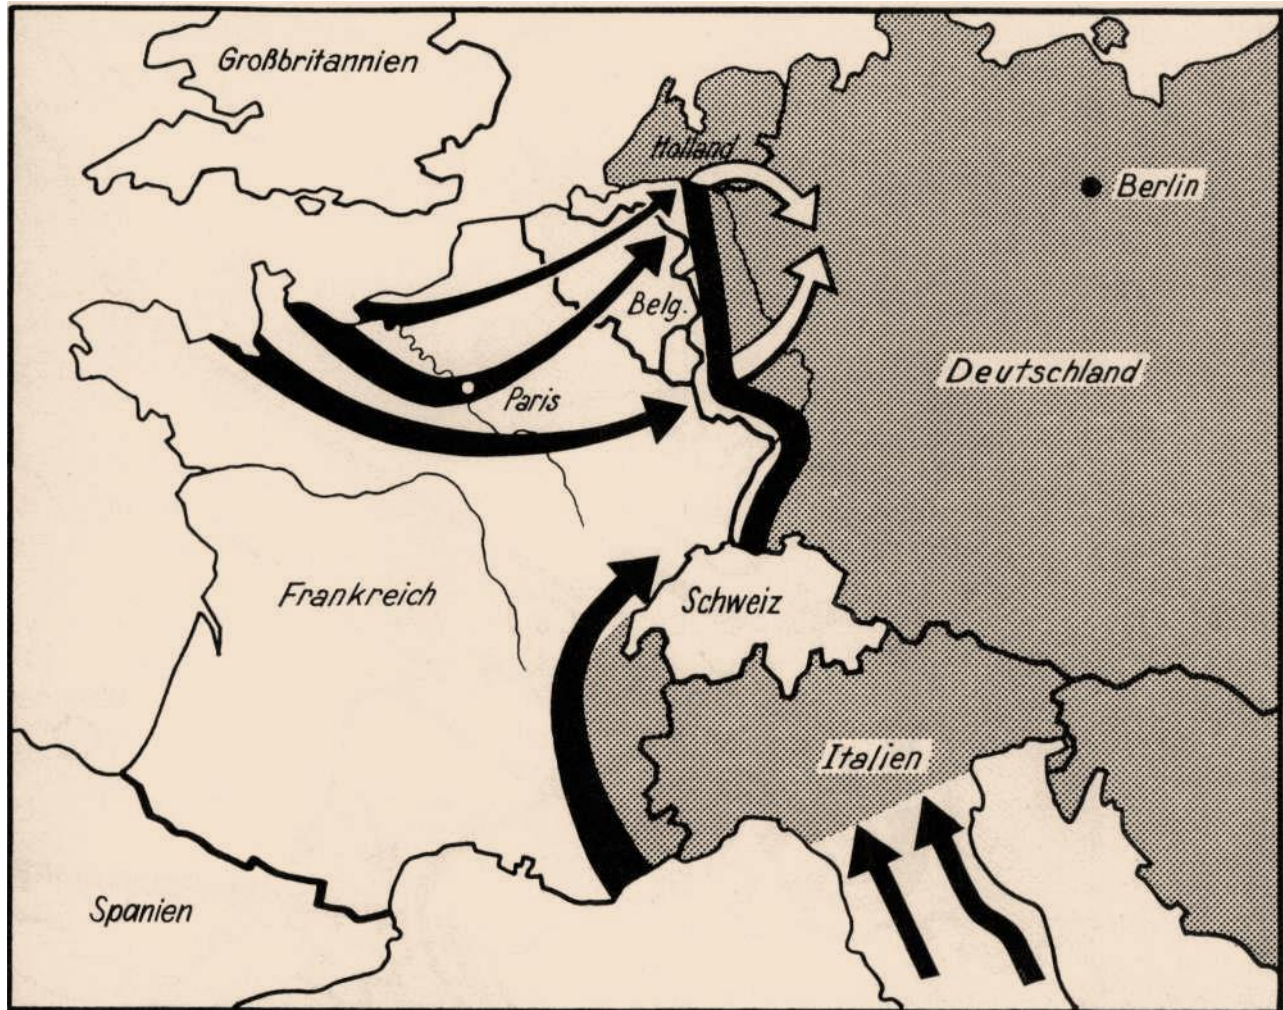 Großbritannien
Holland
Berlin
Belg.
Deutschland
Paris
Frankreich
Schweiz
Italien
Spanien